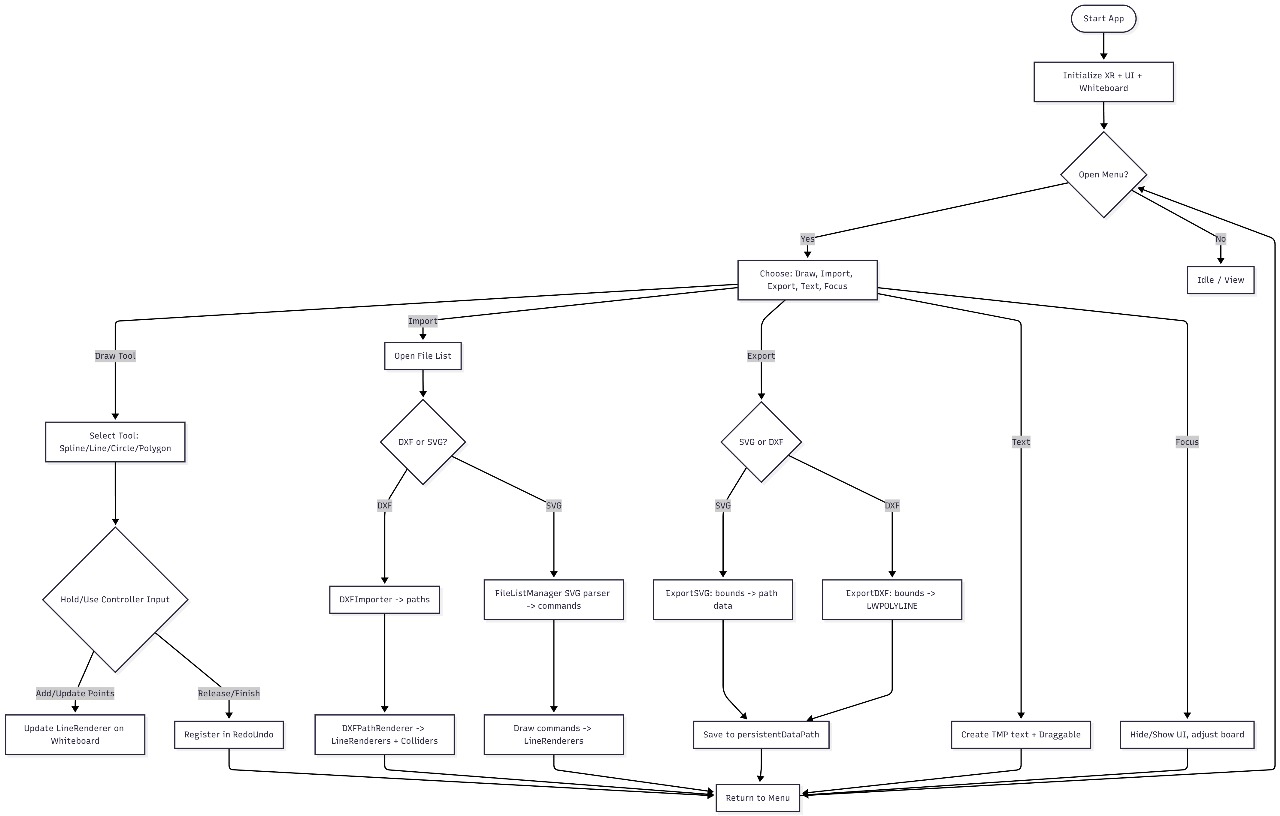 Start App
Initialize XR + UI +
Whiteboard
Open Menu?
Yes
No
Choose: Draw, Import,
Export, Text, Focus
Idle / View
Import
Draw Tool
Open File List
Export
Select Tool:
Spline/Line/Circle/Polygon
DXF or SVG?
SVG or DXF
Text
Focus
DXF
SVG
SVG
DXF
Hold/Use Controller Input
DXFImporter -> paths
FileListManager SVG parser
-> commands
ExportSVG: bounds -> path
data
ExportDXF: bounds ->
LWPOLYLINE
Add/Update Points
Release/Finish
Update LineRenderer on
Whiteboard
Register in RedoUndo
DXFPathRenderer ->
LineRenderers + Colliders
Draw commands ->
LineRenderers
Save to persistentDataPath
Create TMP text + Draggable
Hide/Show UI, adjust board
Return to Menu